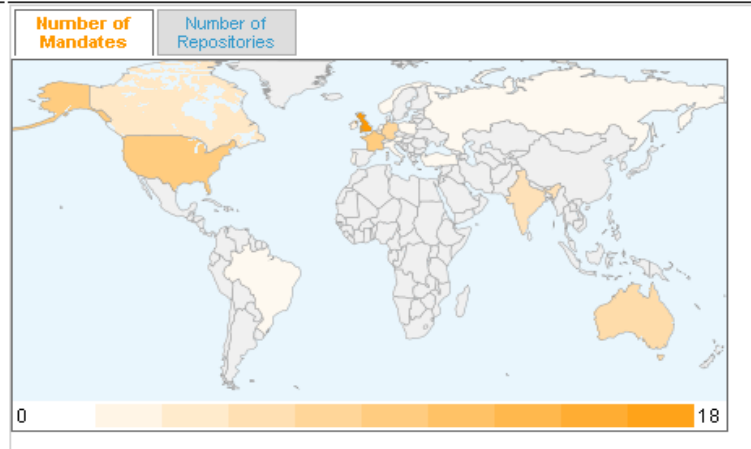 Number of
Mandates
Number of
Repositories
0
18